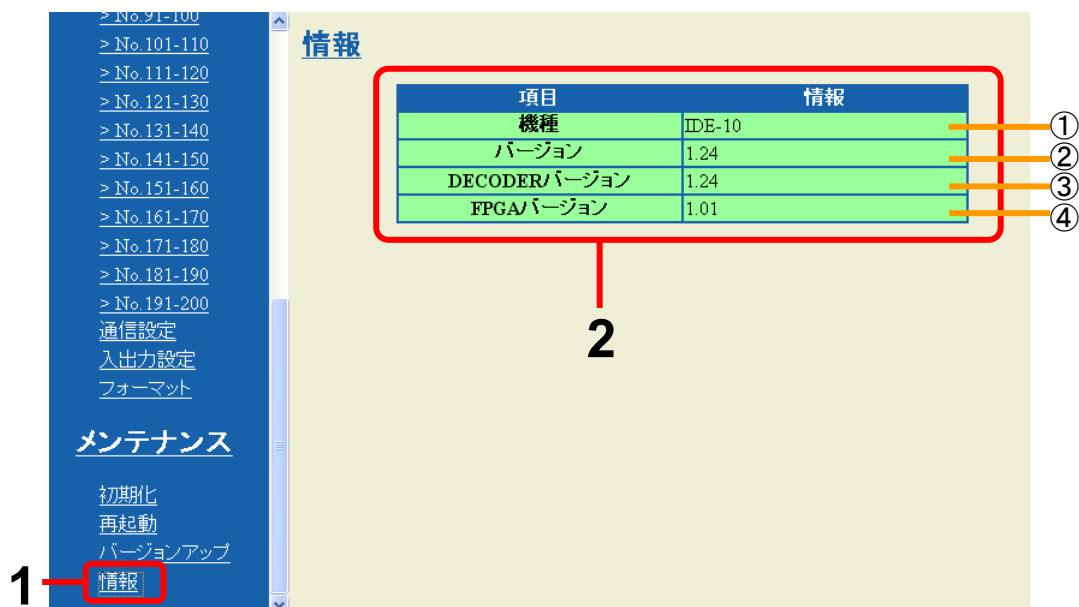 > No.91-100
> No.101-110
> No.111-120
> No.121-130
> No.131-140
> No.141-150
> No.151-160
> No.161-170
> No.171-180
> No.181-190
> No.191-200
通信設定
入出力設定
フォーマット
メンテナンス
初期化
再起動
バージョンアップ
情報
1
情報
項目 情報
機種 IDE-10 ①
バージョン 1.24 ②
DECODERバージョン 1.24 ③
FPGAバージョン 1.01 ④
2